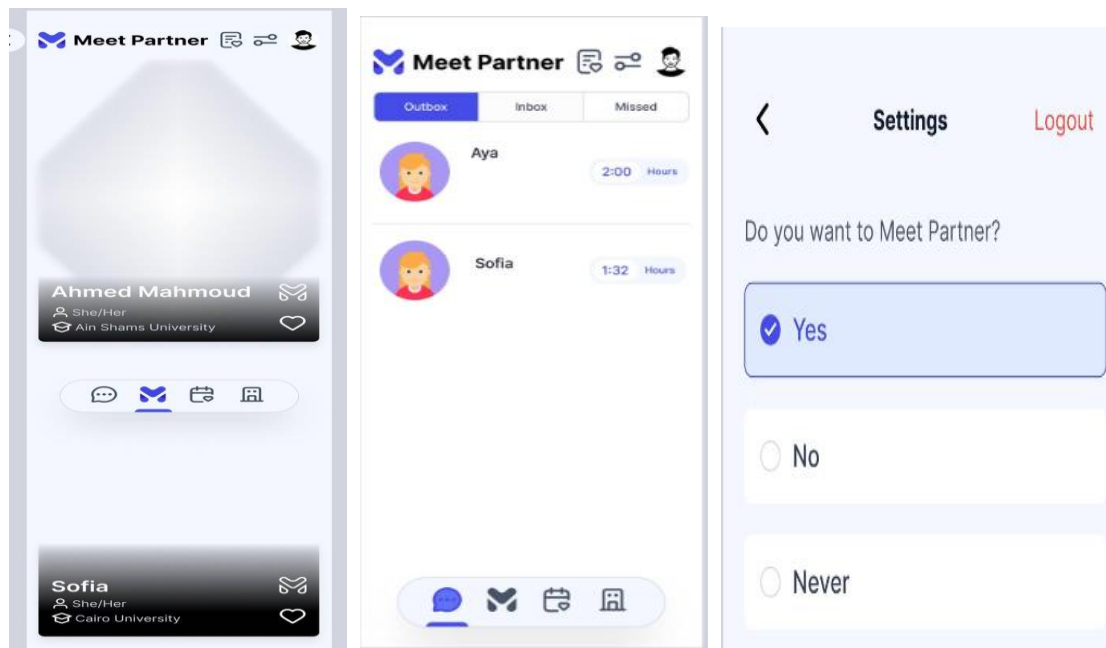 Meet Partner
Ahmed Mahmoud
She/Her
Ain Shams University
Sofia
She/Her
Cairo University
Meet Partner
Outbox Inbox Missed
Aya
2:00 Hours
Sofia
1:32 Hours
Settings Logout
Do you want to Meet Partner?
Yes
No
Never